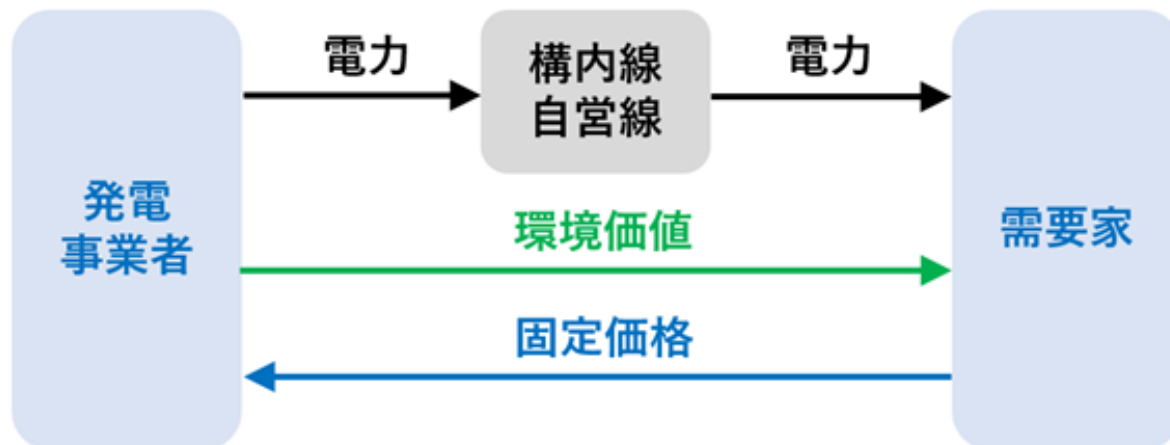 電力
構内線
自営線
電力
発電
事業者
環境価値
需要家
固定価格